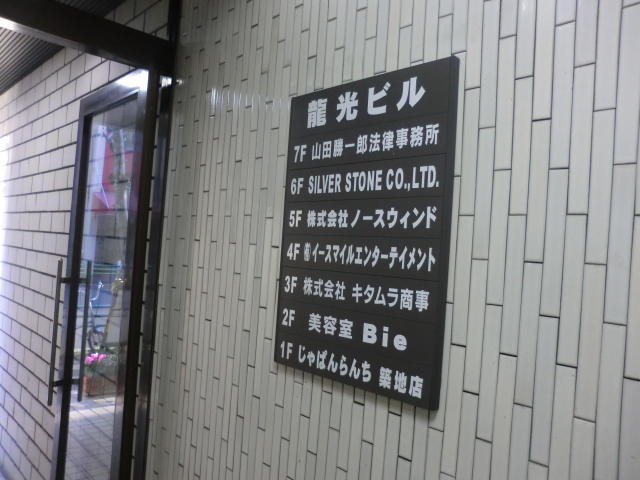 龍光ビル
7F 山田勝一郎法律事務所
6F SILVER STONE CO.,LTD.
5F 株式会社ノースウィンド
4F ㈲イースマイルエンターテイメント
3F 株式会社 キタムラ商事
2F 美容室 Bie
1F じゃぱんらんち 築地店